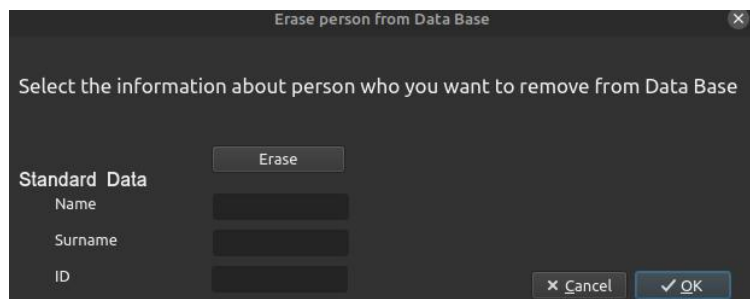 Erase person from Data Base
Select the information about person who you want to remove from Data Base
Erase
Standard Data
Name
Surname
ID
Cancel OK